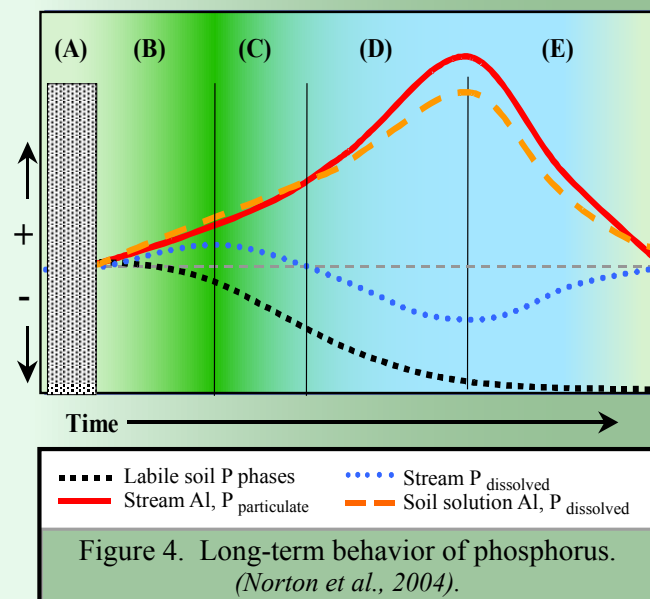 (A) (B) (C) (D) (E)
+
-
Time
Labile soil P phases
Stream P dissolved
Stream Al, P particulate
Soil solution Al, P dissolved
Figure 4. Long-term behavior of phosphorus.
(Norton et al., 2004).